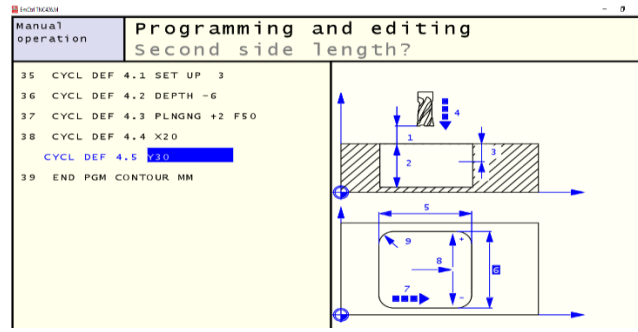 EmCtrl TNC426M
Manual
operation
Programming and editing
Second side length?
35 CYCL DEF 4.1 SET UP 3
36 CYCL DEF 4.2 DEPTH -6
37 CYCL DEF 4.3 PLNGNG +2 F50
38 CYCL DEF 4.4 X20
CYCL DEF 4.5 Y30
39 END PGM CONTOUR MM
4
1
2
3
5
9
+
8
6
7
-